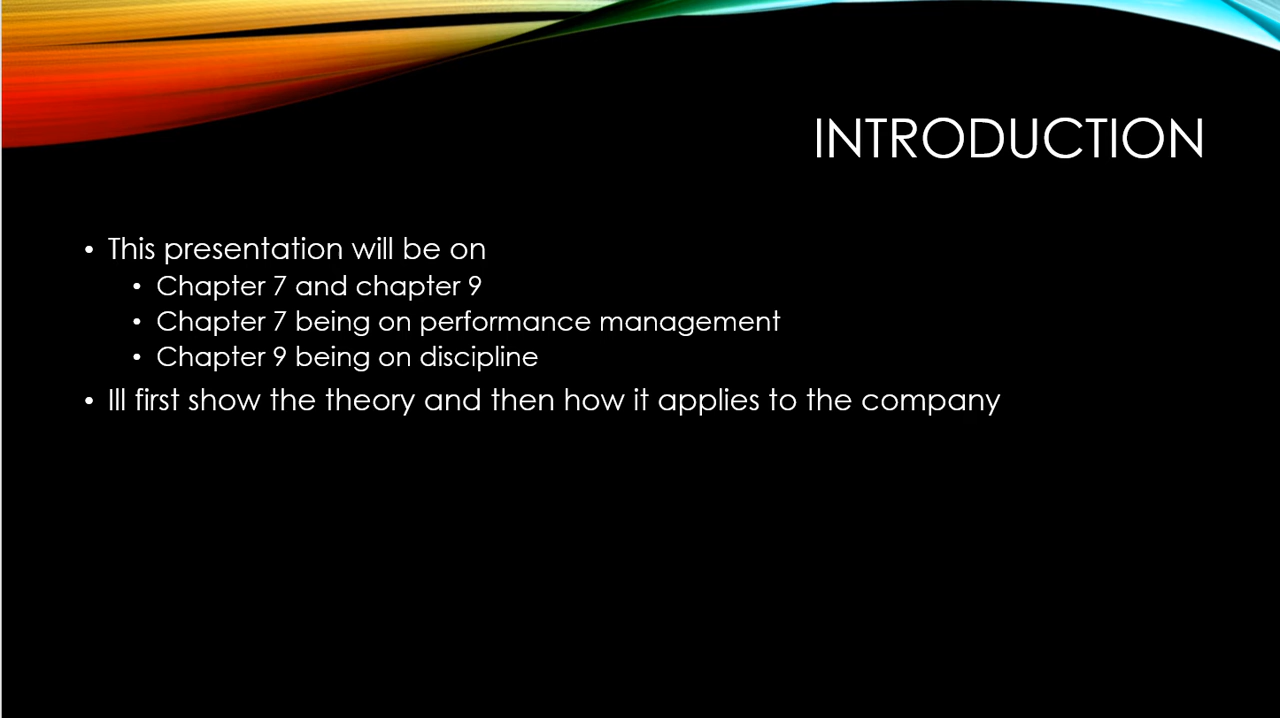 INTRODUCTION
• This presentation will be on
• Chapter 7 and chapter 9
• Chapter 7 being on performance management
• Chapter 9 being on discipline
• Ill first show the theory and then how it applies to the company